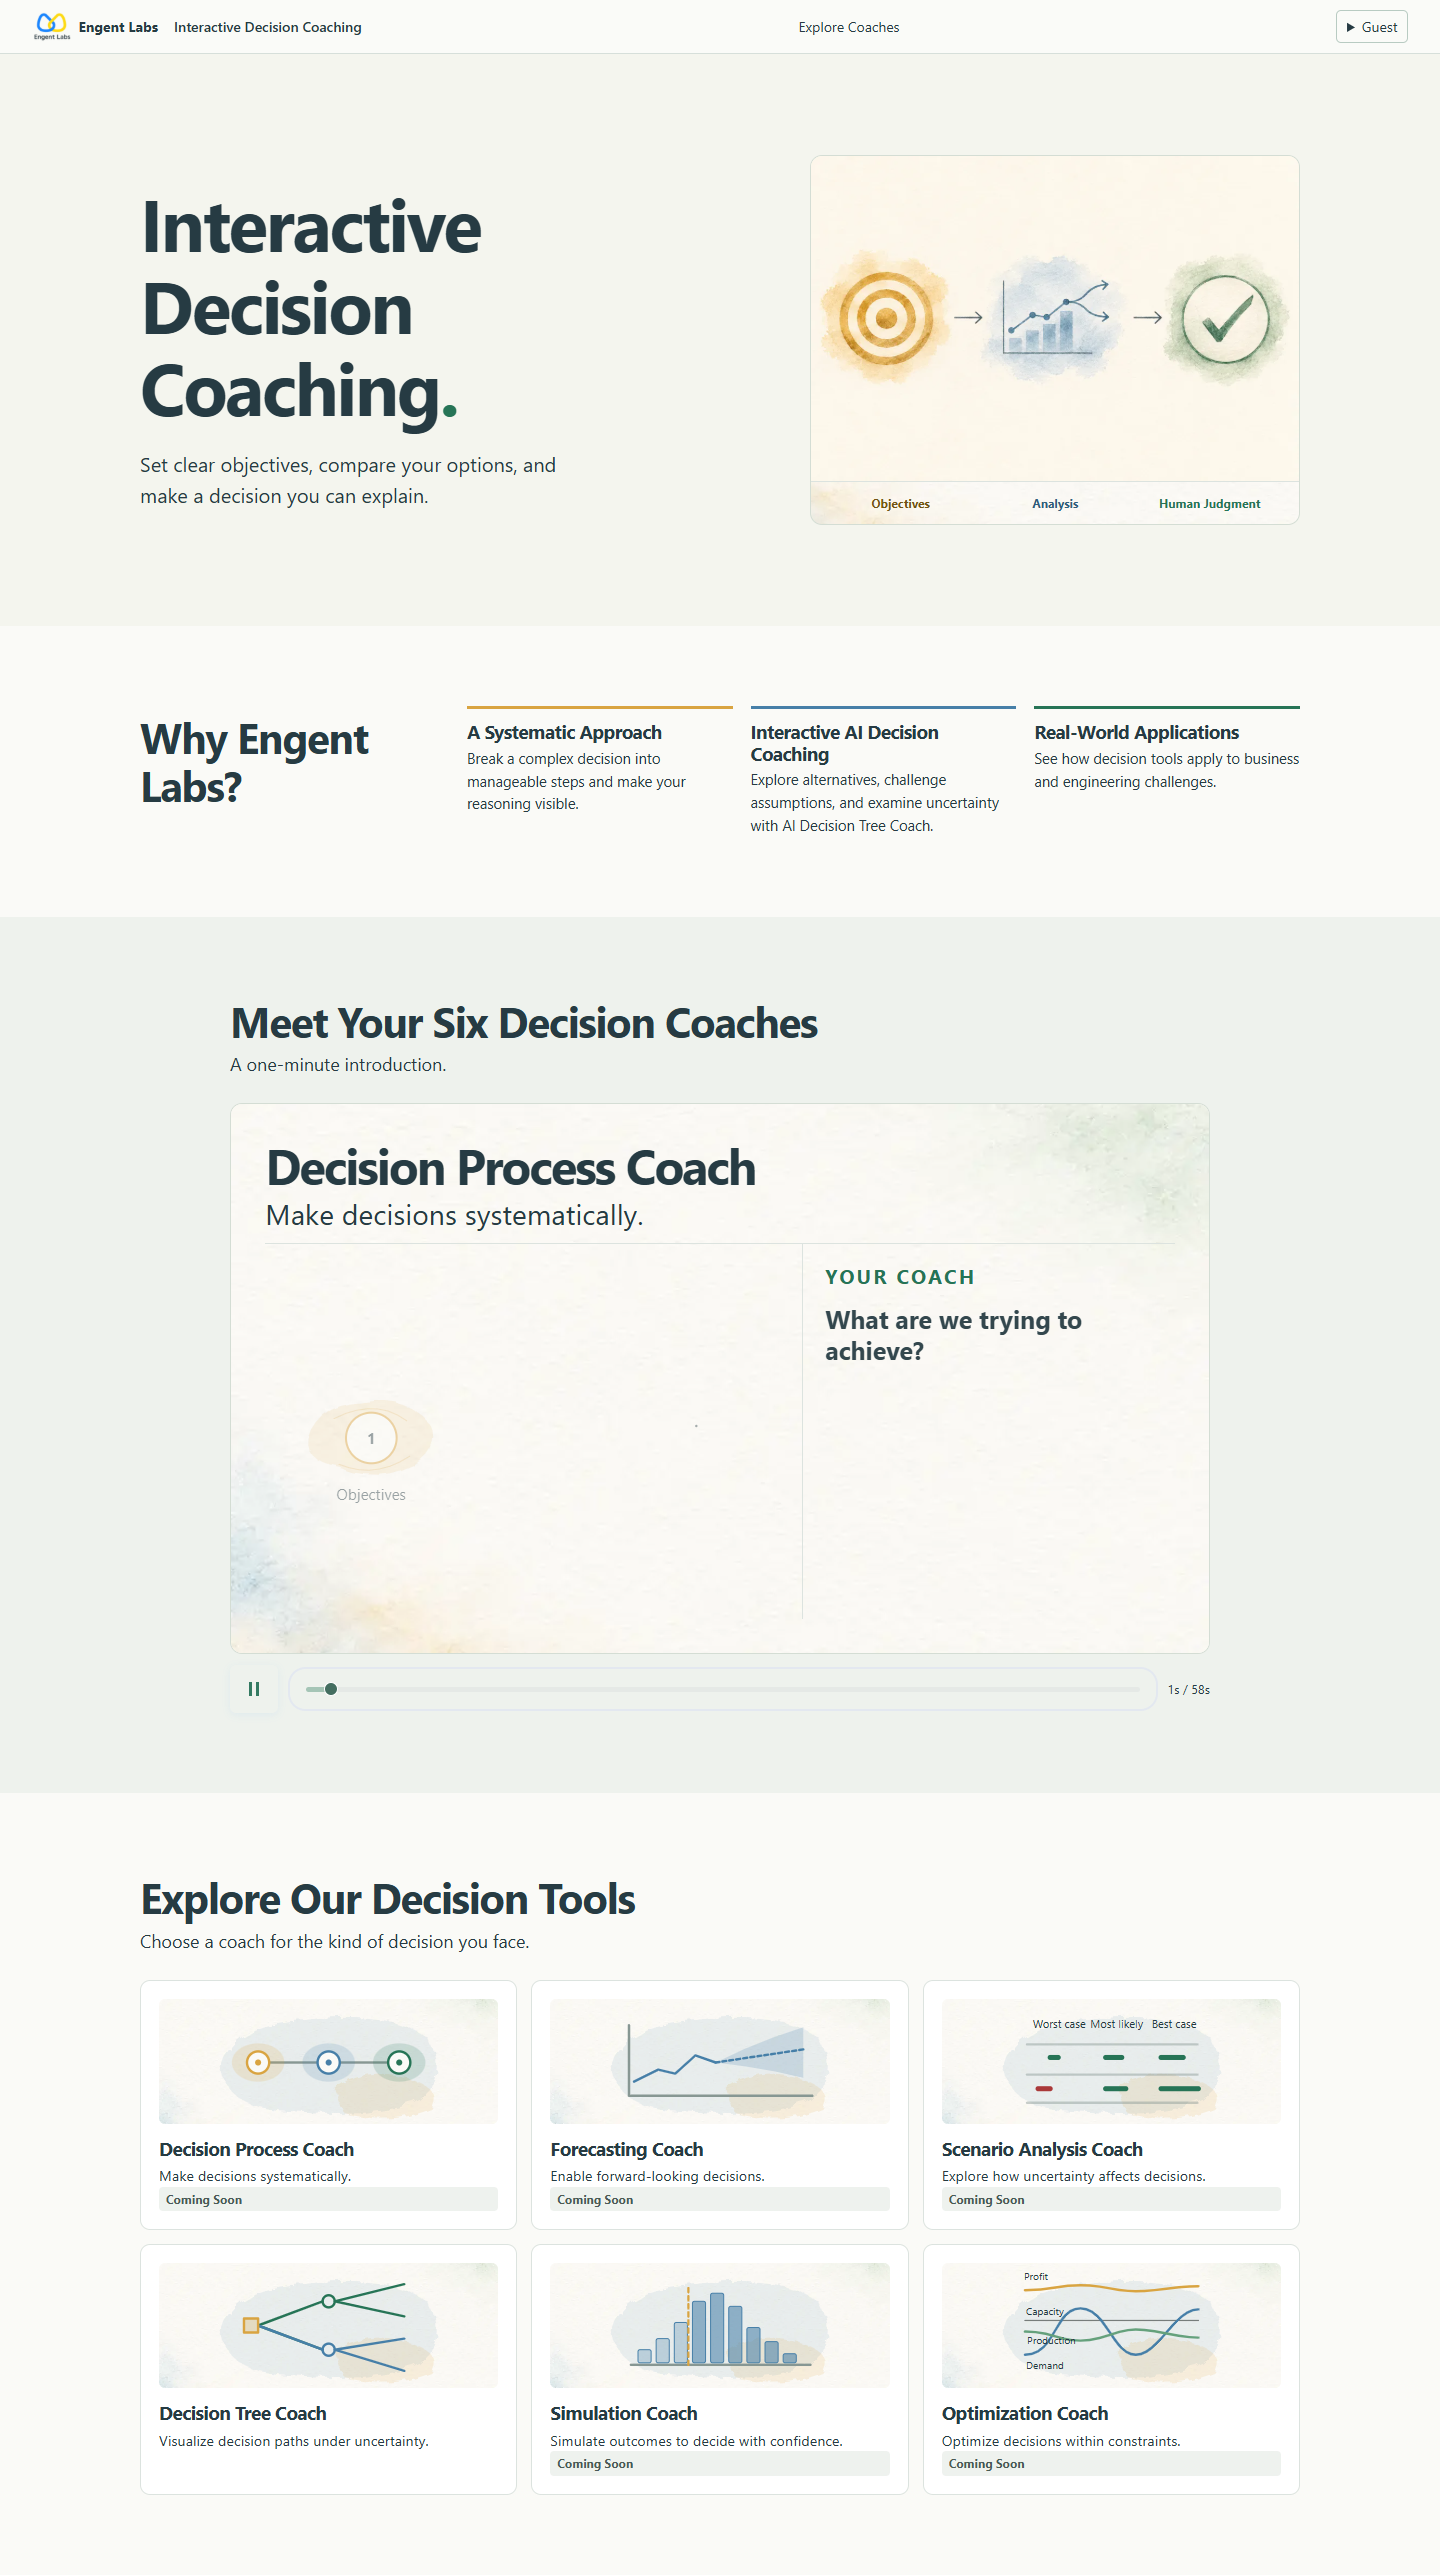 Engent Labs
Engent Labs
Interactive Decision Coaching
Explore Coaches
▶ Guest
Interactive
Decision
Coaching.
Set clear objectives, compare your options, and
make a decision you can explain.
Objectives
Analysis
Human Judgment
Why Engent
Labs?
A Systematic Approach
Break a complex decision into
manageable steps and make your
reasoning visible.
Interactive AI Decision
Coaching
Explore alternatives, challenge
assumptions, and examine uncertainty
with AI Decision Tree Coach.
Real-World Applications
See how decision tools apply to business
and engineering challenges.
Meet Your Six Decision Coaches
A one-minute introduction.
Decision Process Coach
Make decisions systematically.
1
Objectives
YOUR COACH
What are we trying to
achieve?
1s / 58s
Explore Our Decision Tools
Choose a coach for the kind of decision you face.
Decision Process Coach
Make decisions systematically.
Coming Soon
Forecasting Coach
Enable forward-looking decisions.
Coming Soon
Worst case Most likely Best case
Scenario Analysis Coach
Explore how uncertainty affects decisions.
Coming Soon
Decision Tree Coach
Visualize decision paths under uncertainty.
Simulation Coach
Simulate outcomes to decide with confidence.
Coming Soon
Profit
Capacity
Production
Demand
Optimization Coach
Optimize decisions within constraints.
Coming Soon